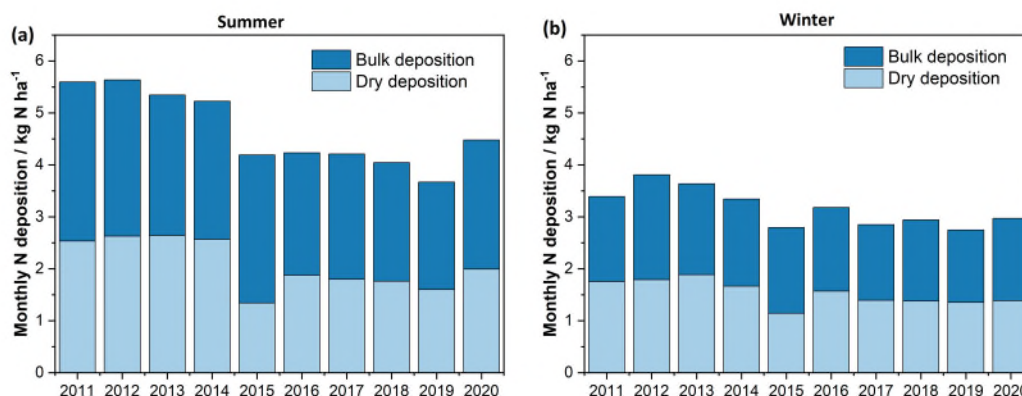 Summer
(a)
Monthly N deposition / kg N ha⁻¹
6
5
4
3
2
1
0
Bulk deposition
Dry deposition
2011 2012 2013 2014 2015 2016 2017 2018 2019 2020
Winter
(b)
Monthly N deposition / kg N ha⁻¹
6
5
4
3
2
1
0
Bulk deposition
Dry deposition
2011 2012 2013 2014 2015 2016 2017 2018 2019 2020